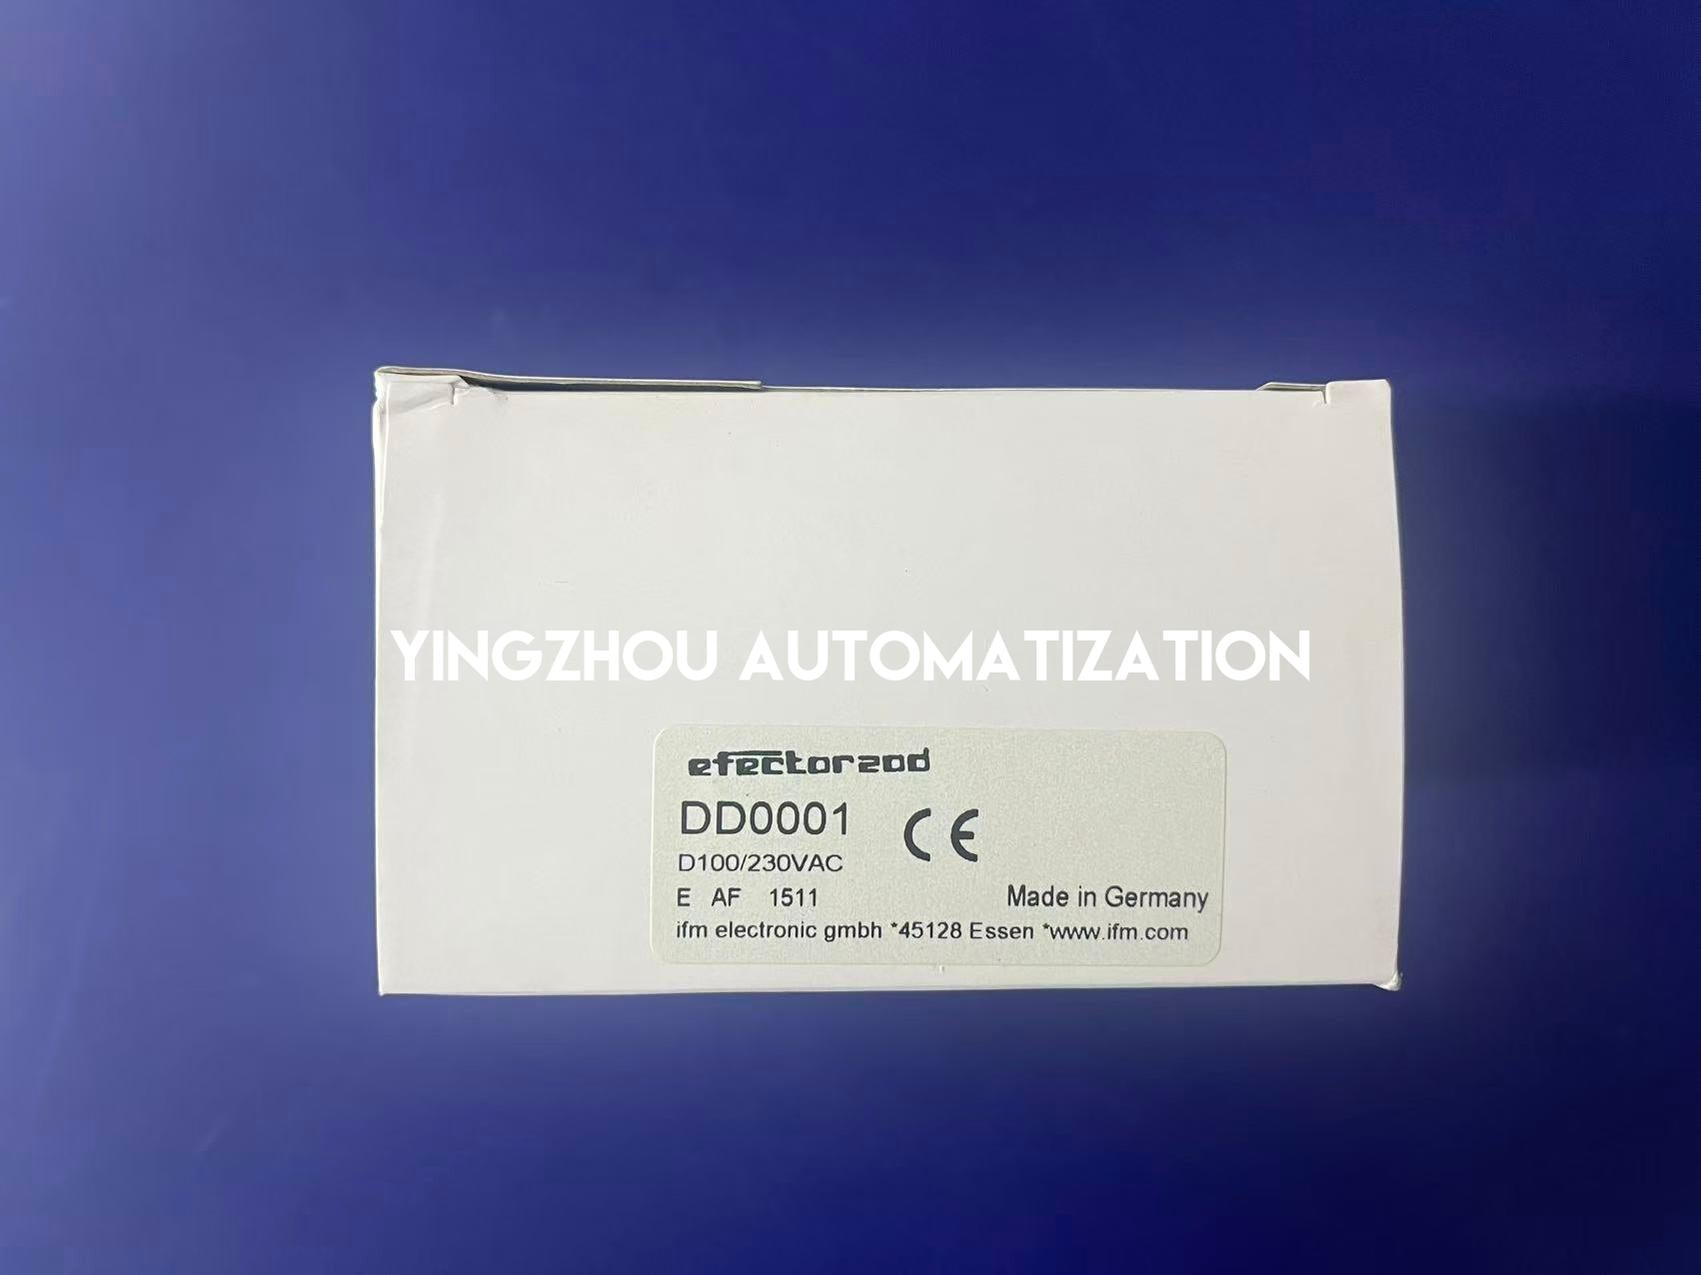 YINGZHOU AUTOMATIZATION
efector200
DD0001 CE
D100/230VAC
E AF 1511 Made in Germany
ifm electronic gmbh *45128 Essen *www.ifm.com